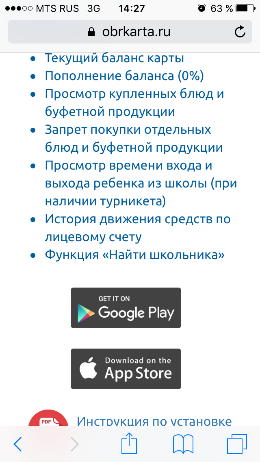 MTS RUS 3G 14:27 63 %
obrkarta.ru
Текущий баланс карты
Пополнение баланса (0%)
Просмотр купленных блюд и
буфетной продукции
Запрет покупки отдельных
блюд и буфетной продукции
Просмотр времени входа и
выхода ребенка из школы (при
наличии турникета)
История движения средств по
лицевому счету
Функция «Найти школьника»
GET IT ON
Google Play
Download on the
App Store
PDF
Инструкция по установке